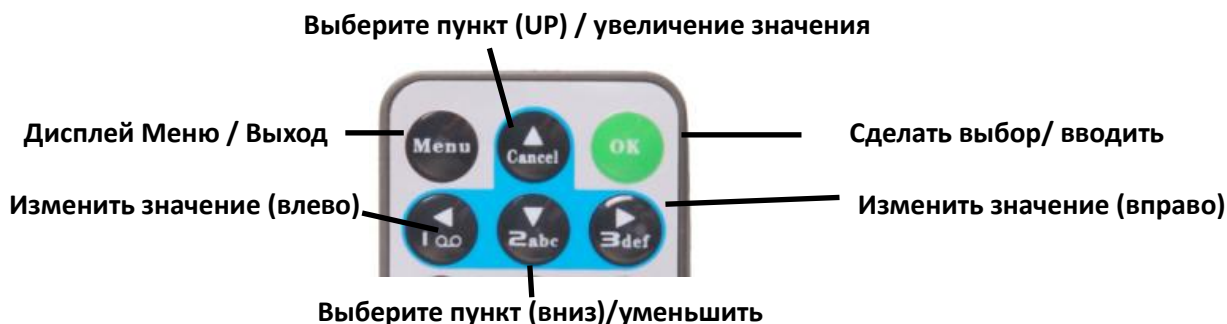 Выберите пункт (UP) / увеличение значения
Дисплей Меню / Выход
Menu
Cancel
OK
Сделать выбор/ вводить
Изменить значение (влево)
1
2abc
3def
Изменить значение (вправо)
Выберите пункт (вниз)/уменьшить